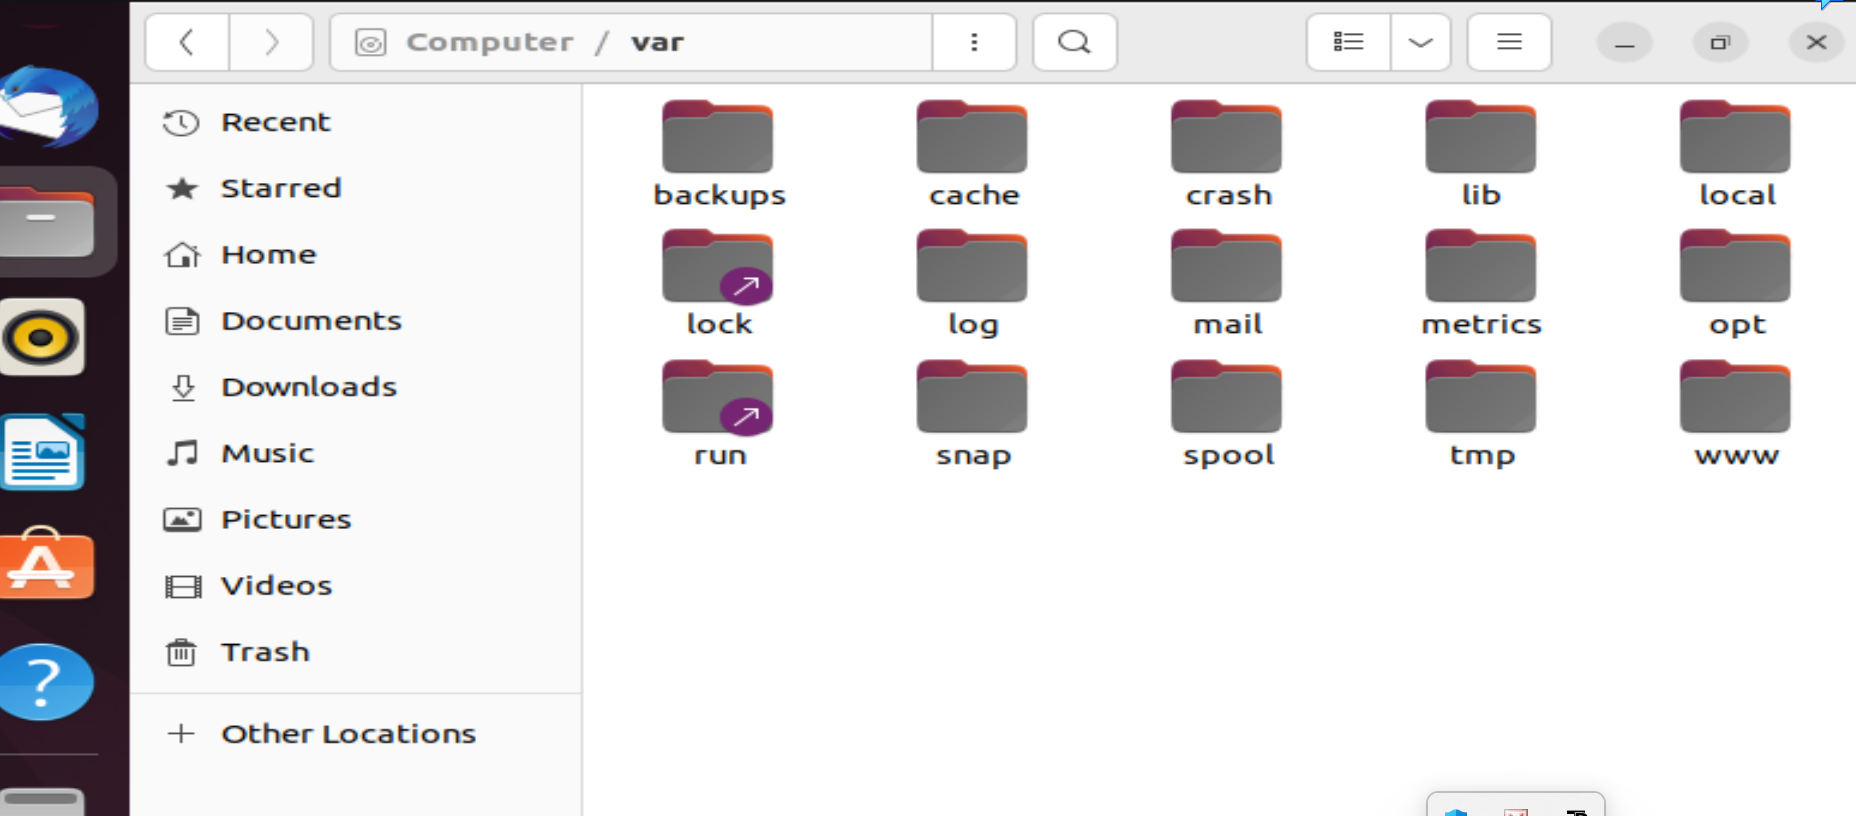 Computer / var
Recent
Starred
Home
Documents
Downloads
Music
Pictures
Videos
Trash
Other Locations
backups cache crash lib local
lock log mail metrics opt
run snap spool tmp www